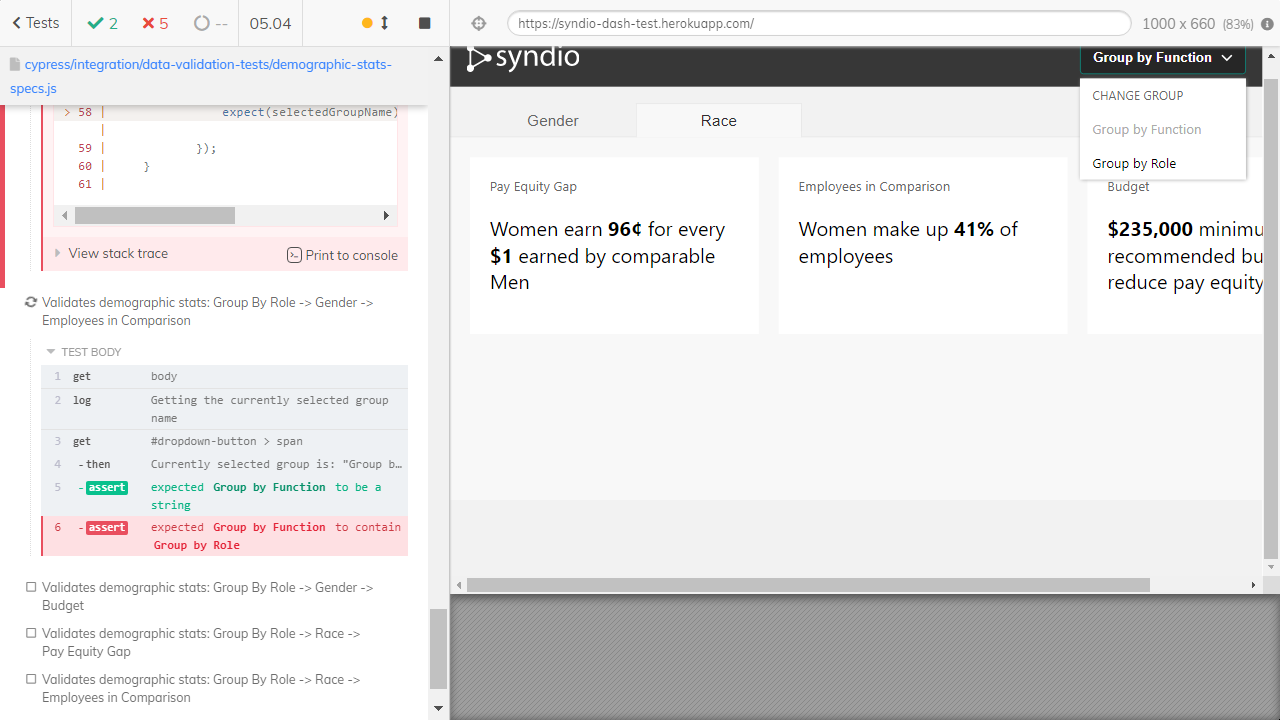 Tests
2
5
--
05.04
https://syndio-dash-test.herokuapp.com/
1000 x 660 (83%)
cypress/integration/data-validation-tests/demographic-stats-
specs.js
> 58 | expect(selectedGroupName)
|
59 | });
60 | }
61 |
View stack trace
Print to console
Validates demographic stats: Group By Role -> Gender ->
Employees in Comparison
TEST BODY
1 get body
2 log Getting the currently selected group
name
3 get #dropdown-button > span
4 -then Currently selected group is: "Group b…
5 -assert expected Group by Function to be a
string
6 -assert expected Group by Function to contain
Group by Role
Validates demographic stats: Group By Role -> Gender ->
Budget
Validates demographic stats: Group By Role -> Race ->
Pay Equity Gap
Validates demographic stats: Group By Role -> Race ->
Employees in Comparison
syndio
Group by Function
CHANGE GROUP
Group by Function
Group by Role
Gender
Race
Pay Equity Gap
Women earn 96¢ for every
$1 earned by comparable
Men
Employees in Comparison
Women make up 41% of
employees
Budget
$235,000 minimu
recommended bu
reduce pay equity